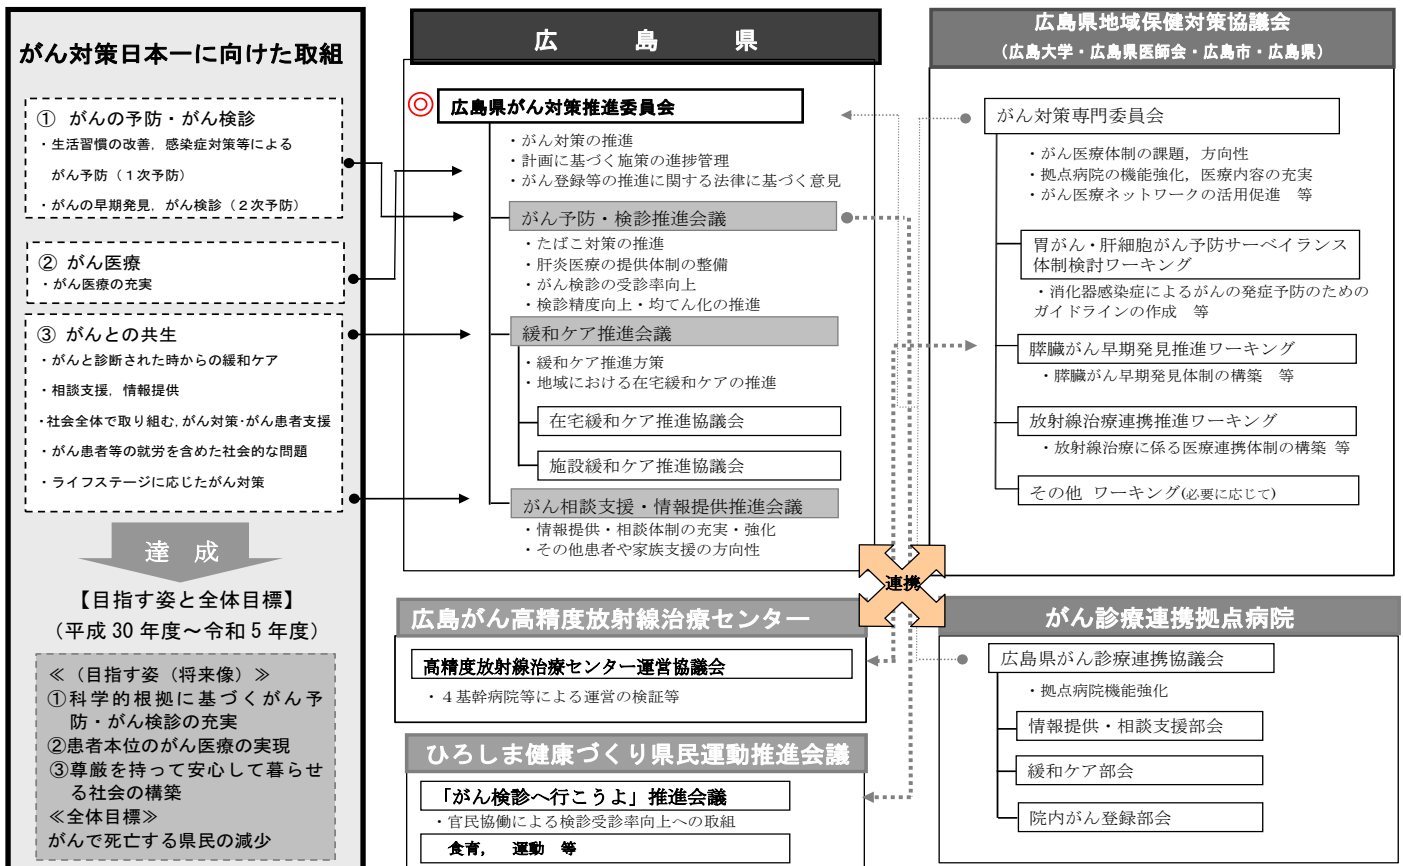 がん対策日本一に向けた取組
① がんの予防・がん検診
・生活習慣の改善，感染症対策等による
がん予防（１次予防）
・がんの早期発見，がん検診（２次予防）
② がん医療
・がん医療の充実
③ がんとの共生
・がんと診断された時からの緩和ケア
・相談支援，情報提供
・社会全体で取り組む，がん対策・がん患者支援
・がん患者等の就労を含めた社会的な問題
・ライフステージに応じたがん対策
達 成
【目指す姿と全体目標】
（平成 30 年度～令和 5 年度）
≪（目指す姿（将来像）≫
①科学的根拠に基づくがん予
防・がん検診の充実
②患者本位のがん医療の実現
③尊厳を持って安心して暮らせ
る社会の構築
≪全体目標≫
がんで死亡する県民の減少
広 島 県
◎ 広島県がん対策推進委員会
・がん対策の推進
・計画に基づく施策の進捗管理
・がん登録等の推進に関する法律に基づく意見
がん予防・検診推進会議
・たばこ対策の推進
・肝炎医療の提供体制の整備
・がん検診の受診率向上
・検診精度向上・均てん化の推進
緩和ケア推進会議
・緩和ケア推進方策
・地域における在宅緩和ケアの推進
在宅緩和ケア推進協議会
施設緩和ケア推進協議会
がん相談支援・情報提供推進会議
・情報提供・相談体制の充実・強化
・その他患者や家族支援の方向性
広島県地域保健対策協議会
（広島大学・広島県医師会・広島市・広島県）
がん対策専門委員会
・がん医療体制の課題，方向性
・拠点病院の機能強化，医療内容の充実
・がん医療ネットワークの活用促進 等
胃がん・肝細胞がん予防サーベイランス
体制検討ワーキング
・消化器感染症によるがんの発症予防のための
ガイドラインの作成 等
膵臓がん早期発見推進ワーキング
・膵臓がん早期発見体制の構築 等
放射線治療連携推進ワーキング
・放射線治療に係る医療連携体制の構築 等
その他 ワーキング(必要に応じて)
連携
広島がん高精度放射線治療センター
高精度放射線治療センター運営協議会
・４基幹病院等による運営の検証等
ひろしま健康づくり県民運動推進会議
「がん検診へ行こうよ」推進会議
・官民協働による検診受診率向上への取組
食育， 運動 等
がん診療連携拠点病院
広島県がん診療連携協議会
・拠点病院機能強化
情報提供・相談支援部会
緩和ケア部会
院内がん登録部会